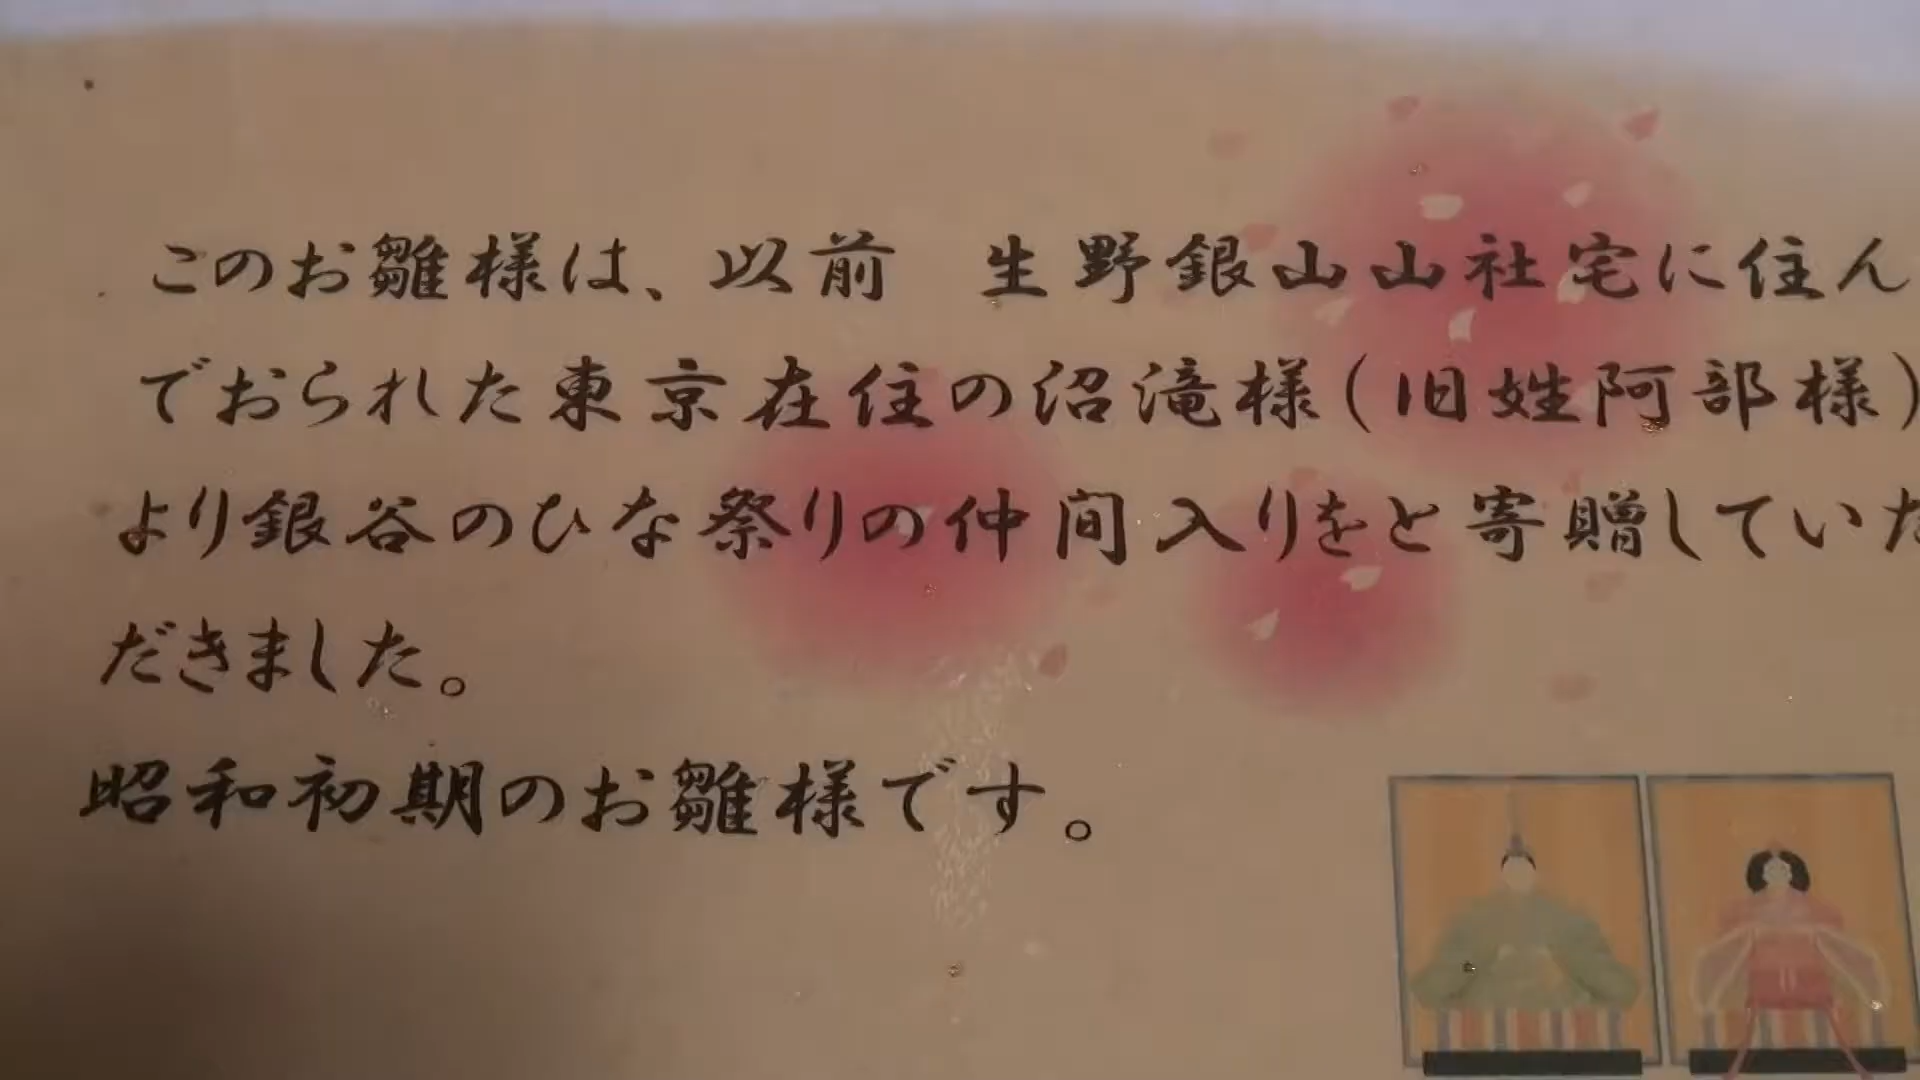 このお雛様は、以前　生野銀山山社宅に住ん
でおられた東京在住の沼滝様（旧姓阿部様）
より銀谷のひな祭りの仲間入りをと寄贈していた
だきました。
昭和初期のお雛様です。